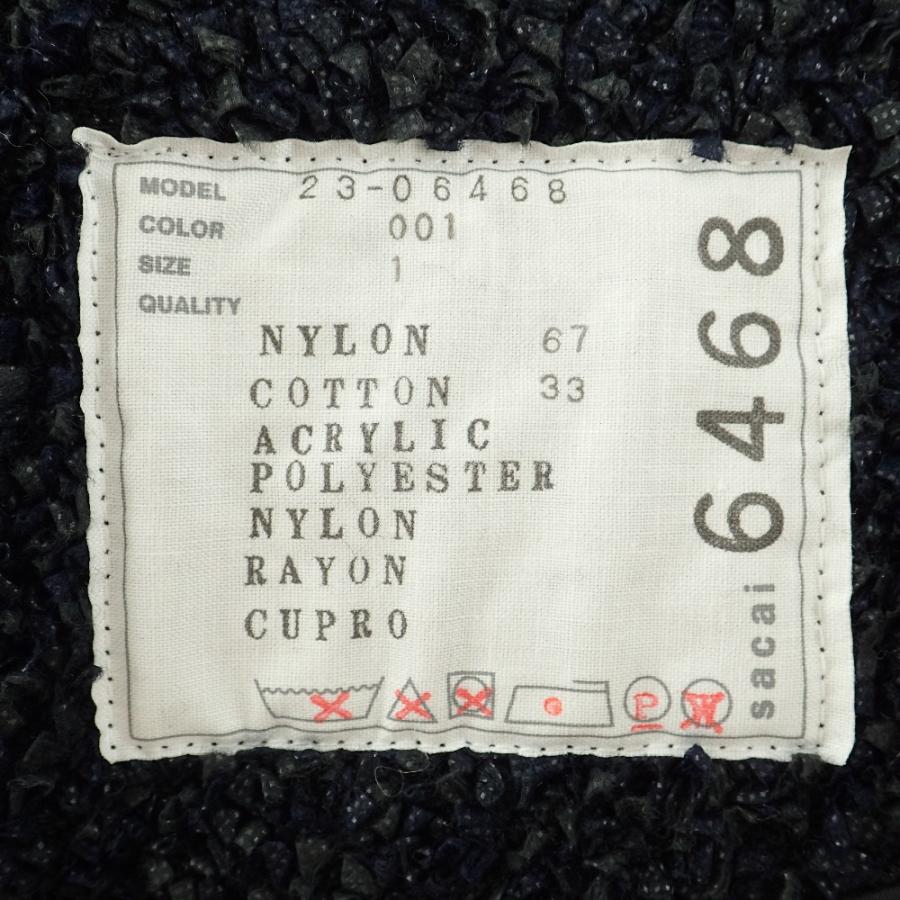 MODEL 23-06468
COLOR 001
SIZE 1
QUALITY
NYLON 67
COTTON 33
ACRYLIC
POLYESTER
NYLON
RAYON
CUPRO
P W
sacai 6468